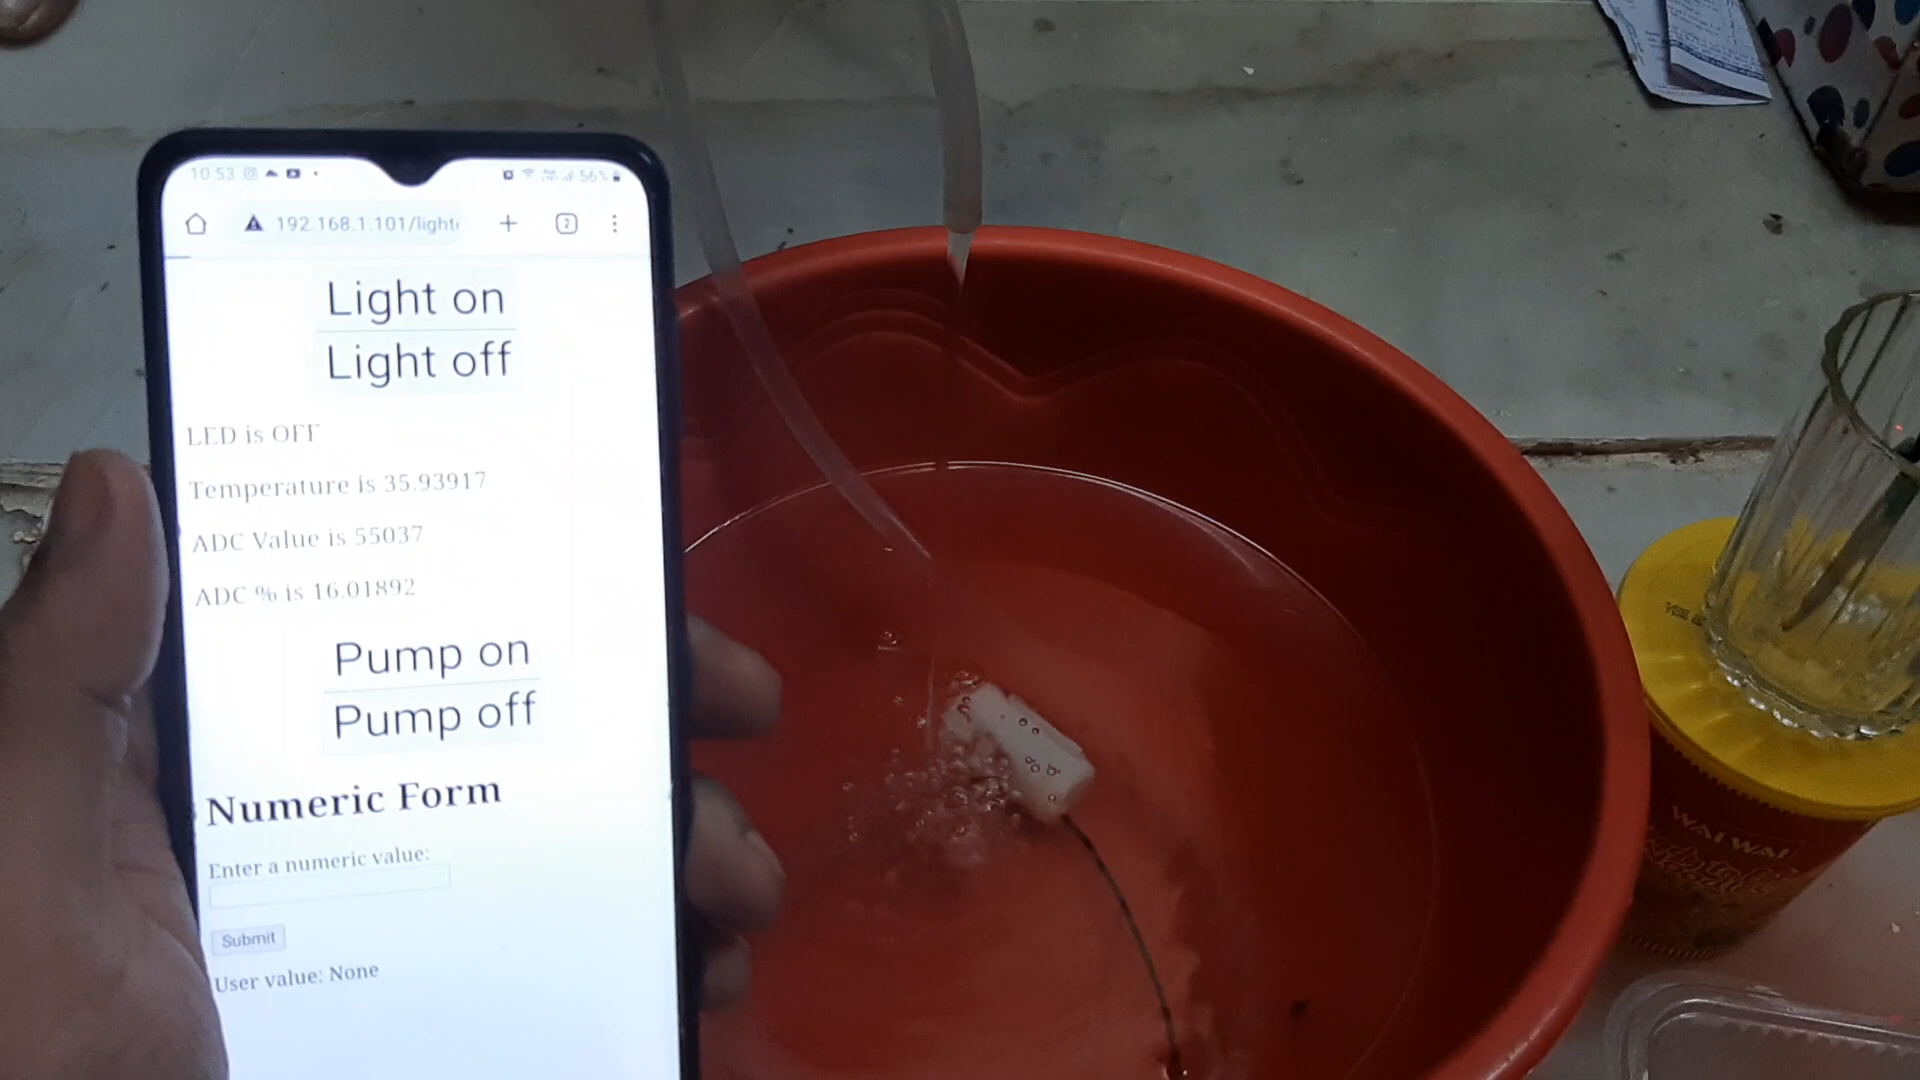 10:53 56%
192.168.1.101/light
2
Light on
Light off
LED is OFF
Temperature is 35.93917
ADC Value is 55037
ADC % is 16.01892
Pump on
Pump off
Numeric Form
Enter a numeric value:
Submit
User value: None
WAI WAI